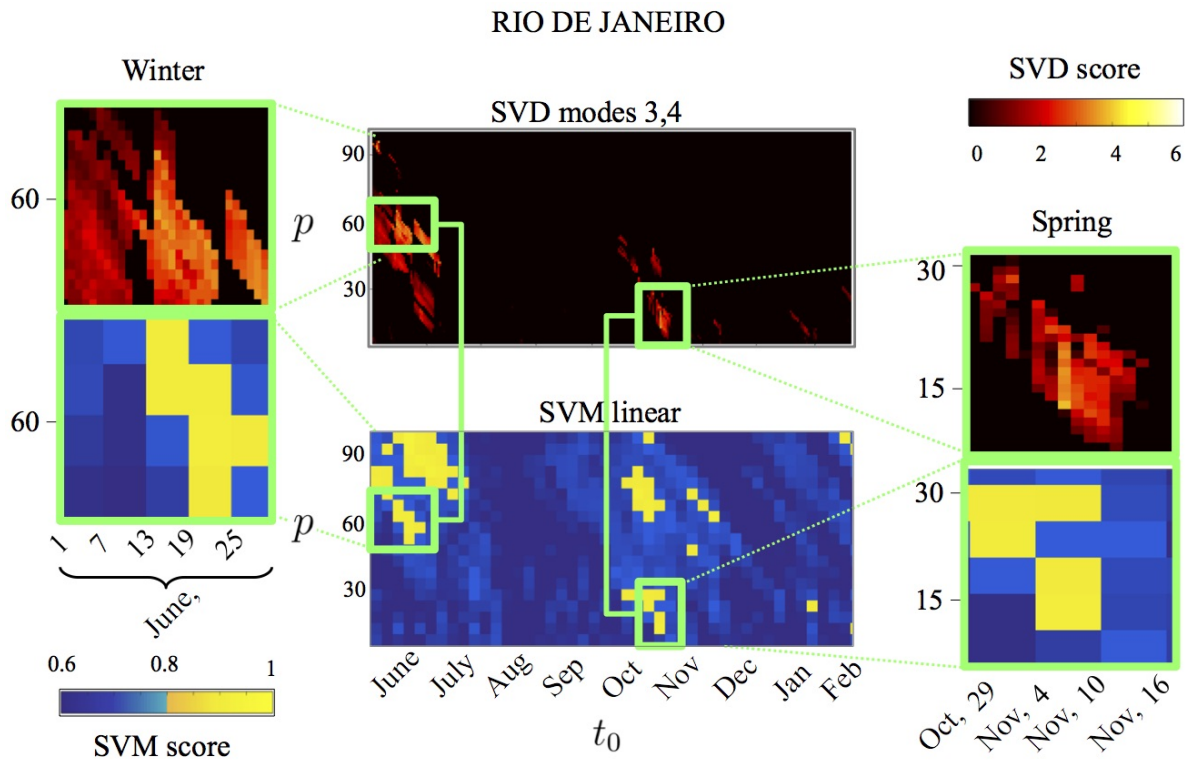 RIO DE JANEIRO
Winter
SVD modes 3,4
SVD score
0 2 4 6
60
p
90
60
30
Spring
30
15
60
1 7 13 19 25
June,
SVM linear
p
90
60
30
30
15
June July Aug Sep Oct Nov Dec Jan Feb
t₀
Oct, 29 Nov, 4 Nov, 10 Nov, 16
0.6 0.8 1
SVM score